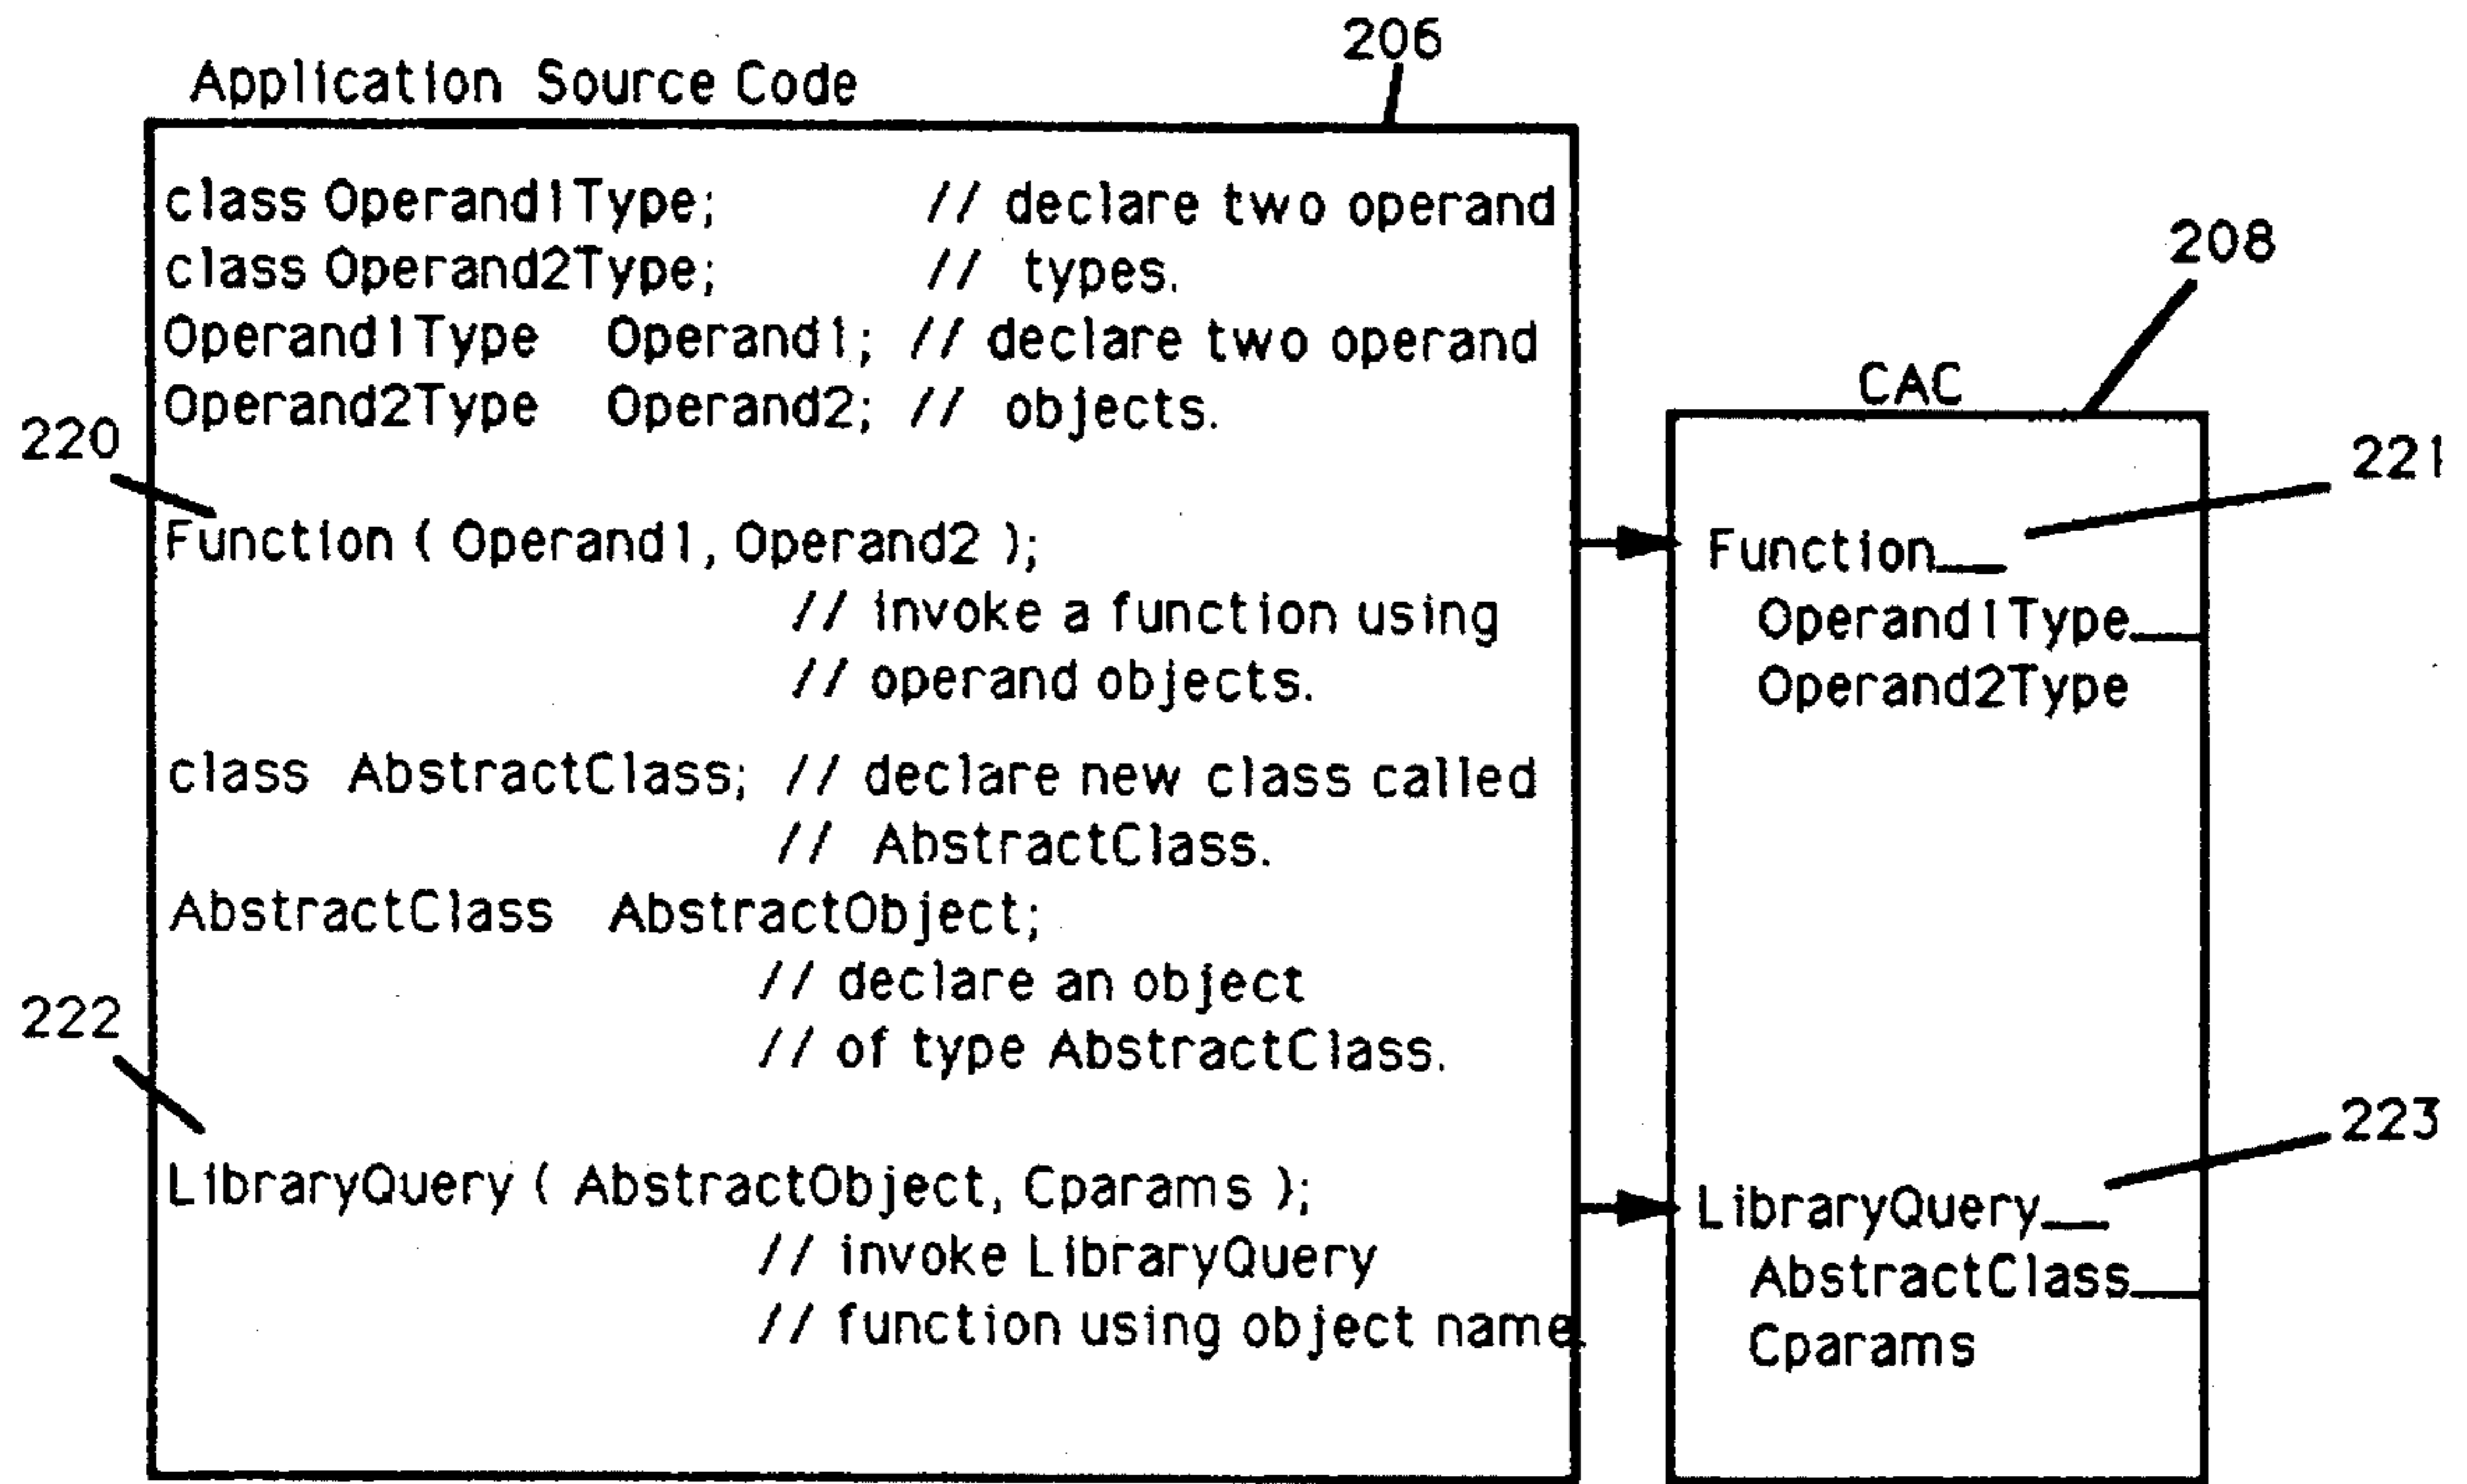 206
Application Source Code
class Operand1Type; // declare two operand
class Operand2Type; // types.
Operand1Type Operand1; // declare two operand
Operand2Type Operand2; // objects.
220
Function ( Operand1, Operand2 );
// invoke a function using
// operand objects.
class AbstractClass; // declare new class called
// AbstractClass.
AbstractClass AbstractObject;
// declare an object
// of type AbstractClass.
222
LibraryQuery ( AbstractObject, Cparams );
// invoke LibraryQuery
// function using object name.
208
CAC
221
Function__
Operand1Type__
Operand2Type
223
LibraryQuery__
AbstractClass__
Cparams